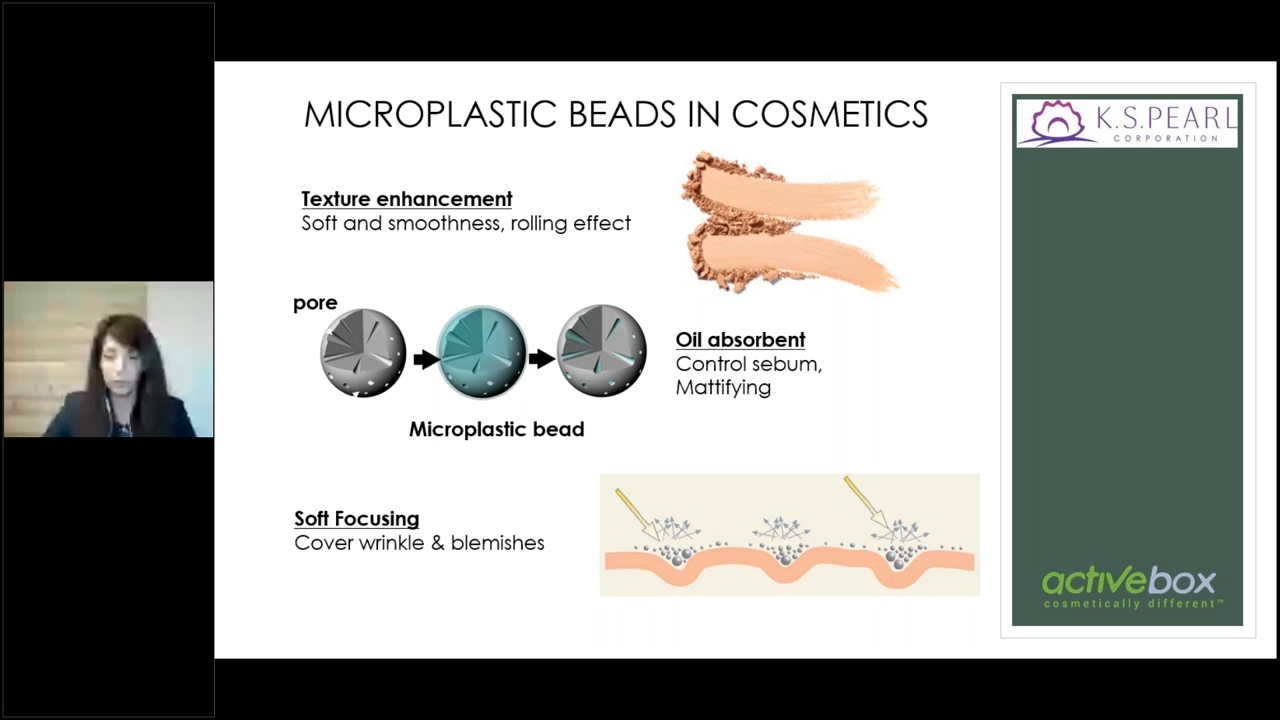 MICROPLASTIC BEADS IN COSMETICS
Texture enhancement
Soft and smoothness, rolling effect
pore
Microplastic bead
Oil absorbent
Control sebum,
Mattifying
Soft Focusing
Cover wrinkle & blemishes
K.S.PEARL
CORPORATION
activebox
cosmetically different™